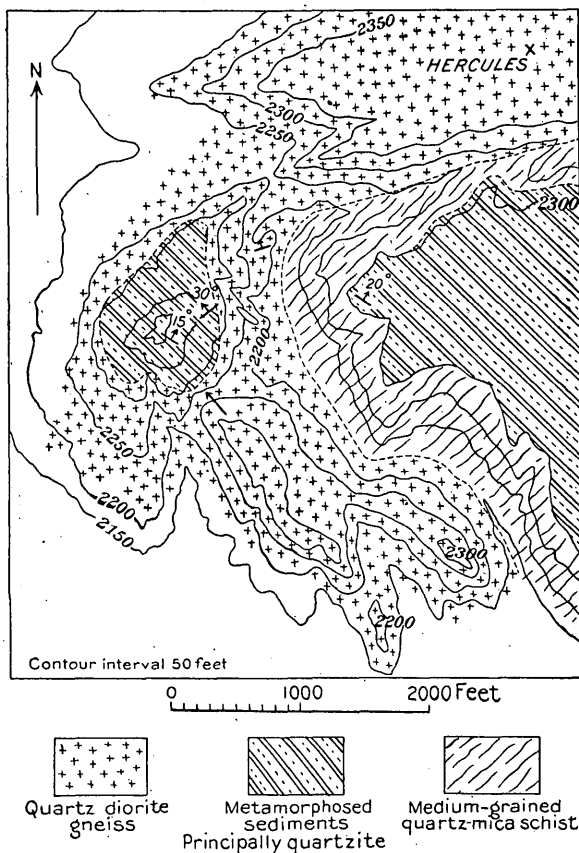 2350
N
HERCULES
X
2300
2250
2300
30°
20°
15°
2200
2250
2200
2150
2300
2200
Contour interval 50 feet
0 1000 2000 Feet
Quartz diorite
gneiss
Metamorphosed
sediments
Principally quartzite
Medium-grained
quartz-mica schist